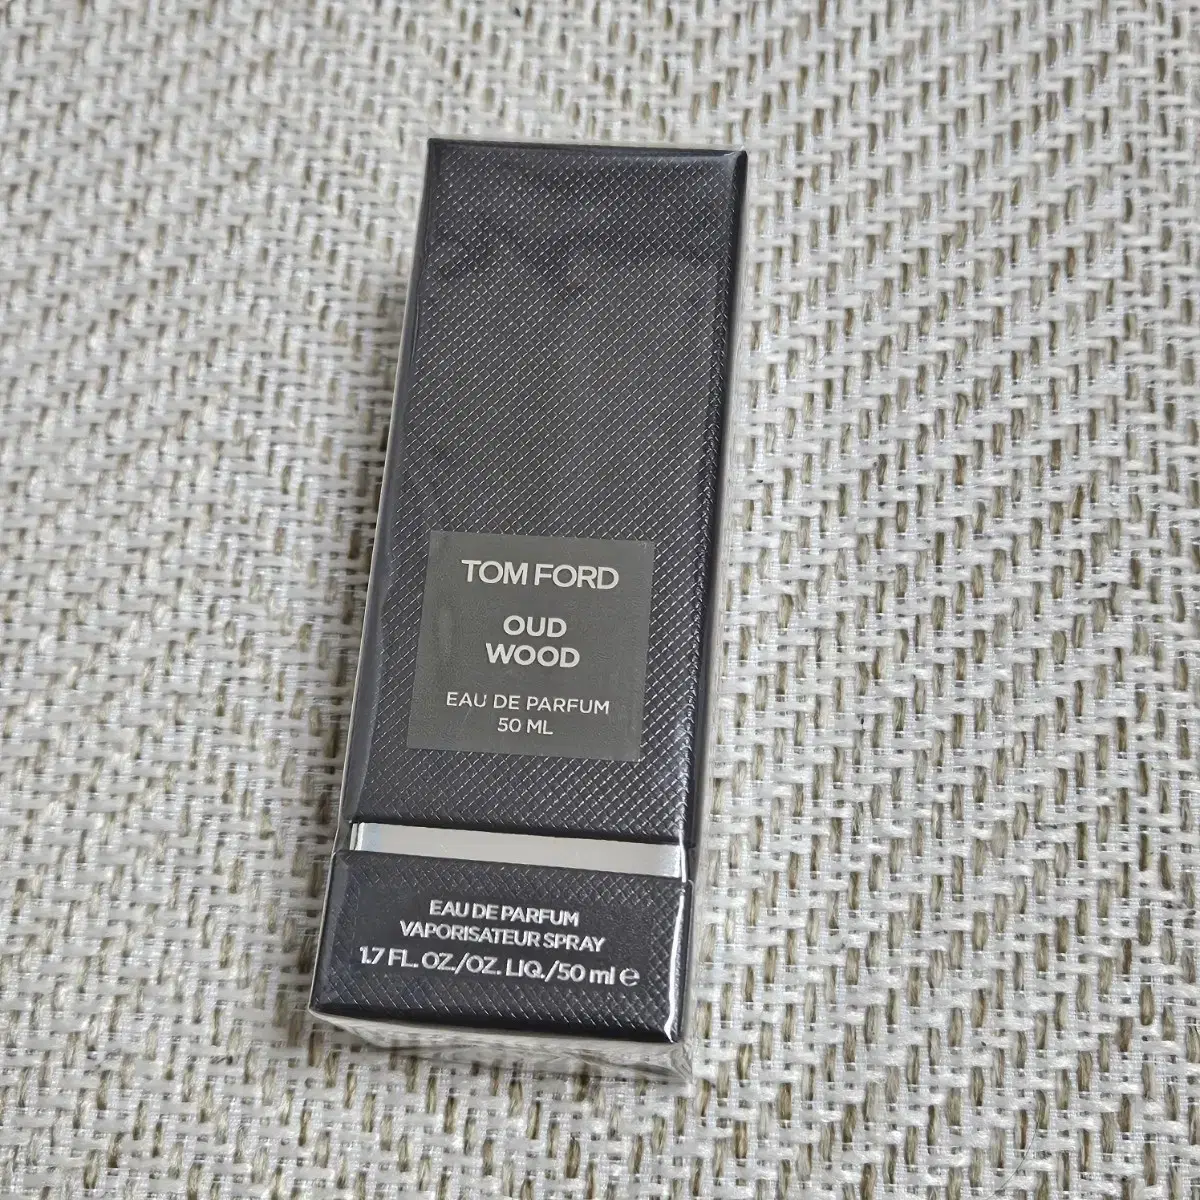 TOM FORD
OUD
WOOD
EAU DE PARFUM
50 ML
EAU DE PARFUM
VAPORISATEUR SPRAY
1.7 FL. OZ./OZ. LIQ./50 ml ℮